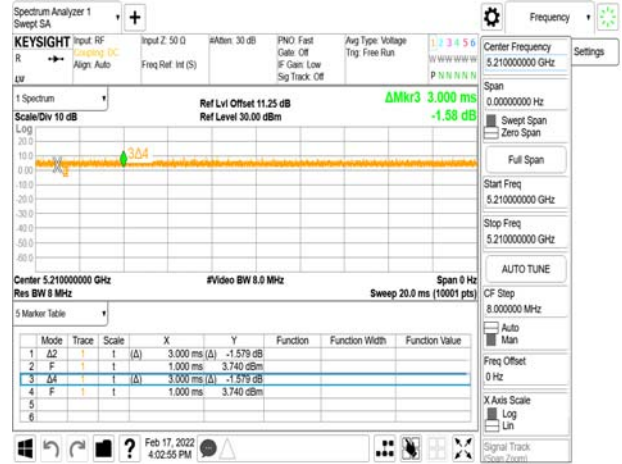 Spectrum Analyzer 1
Swept SA
+
Frequency
KEYSIGHT
R
LV
Input: RF
Coupling: DC
Align: Auto
Input Z: 50 Ω
Freq Ref: Int (S)
#Atten: 30 dB
PNO: Fast
Gate: Off
IF Gain: Low
Sig Track: Off
Avg Type: Voltage
Trig: Free Run
1 2 3 4 5 6
W W W W W W
P N N N N N
Center Frequency
5.210000000 GHz
Settings
Span
0.00000000 Hz
Swept Span
Zero Span
Full Span
Start Freq
5.210000000 GHz
Stop Freq
5.210000000 GHz
AUTO TUNE
CF Step
8.000000 MHz
Auto
Man
Freq Offset
0 Hz
X Axis Scale
Log
Lin
Signal Track
(Span Zoom)
1 Spectrum
Scale/Div 10 dB
Log
Ref Lvl Offset 11.25 dB
Ref Level 30.00 dBm
ΔMkr3 3.000 ms
-1.58 dB
20.0
10.0
0.00
-10.0
-20.0
-30.0
-40.0
-50.0
-60.0
3Δ4
Center 5.210000000 GHz
Res BW 8 MHz
#Video BW 8.0 MHz
Span 0 Hz
Sweep 20.0 ms (10001 pts)
5 Marker Table
Mode Trace Scale X Y Function Function Width Function Value
1 Δ2 1 t (Δ) 3.000 ms (Δ) -1.579 dB
2 F 1 t 1.000 ms 3.740 dBm
3 Δ4 1 t (Δ) 3.000 ms (Δ) -1.579 dB
4 F 1 t 1.000 ms 3.740 dBm
5
6
?
Feb 17, 2022
4:02:55 PM